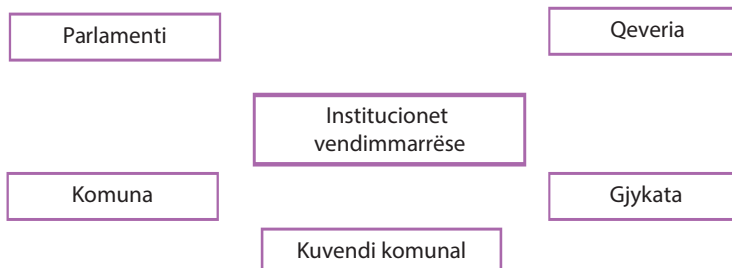 Parlamenti
Qeveria
Institucionet
vendimmarrëse
Komuna
Gjykata
Kuvendi komunal